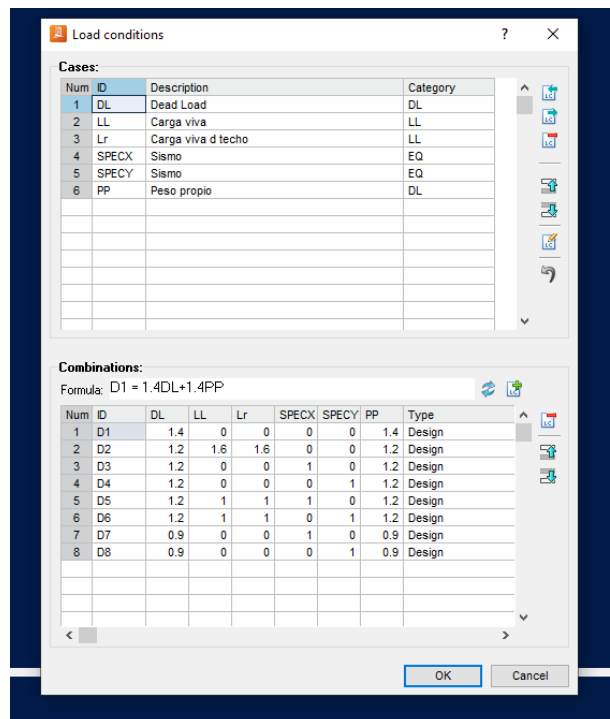 Load conditions ? ×
Cases:
Num ID Description Category
1 DL Dead Load DL
2 LL Carga viva LL
3 Lr Carga viva d techo LL
4 SPECX Sismo EQ
5 SPECY Sismo EQ
6 PP Peso propio DL
Combinations:
Formula: D1 = 1.4DL+1.4PP
Num ID DL LL Lr SPECX SPECY PP Type
1 D1 1.4 0 0 0 0 1.4 Design
2 D2 1.2 1.6 1.6 0 0 1.2 Design
3 D3 1.2 0 0 1 0 1.2 Design
4 D4 1.2 0 0 0 1 1.2 Design
5 D5 1.2 1 1 1 0 1.2 Design
6 D6 1.2 1 1 0 1 1.2 Design
7 D7 0.9 0 0 1 0 0.9 Design
8 D8 0.9 0 0 0 1 0.9 Design
OK Cancel